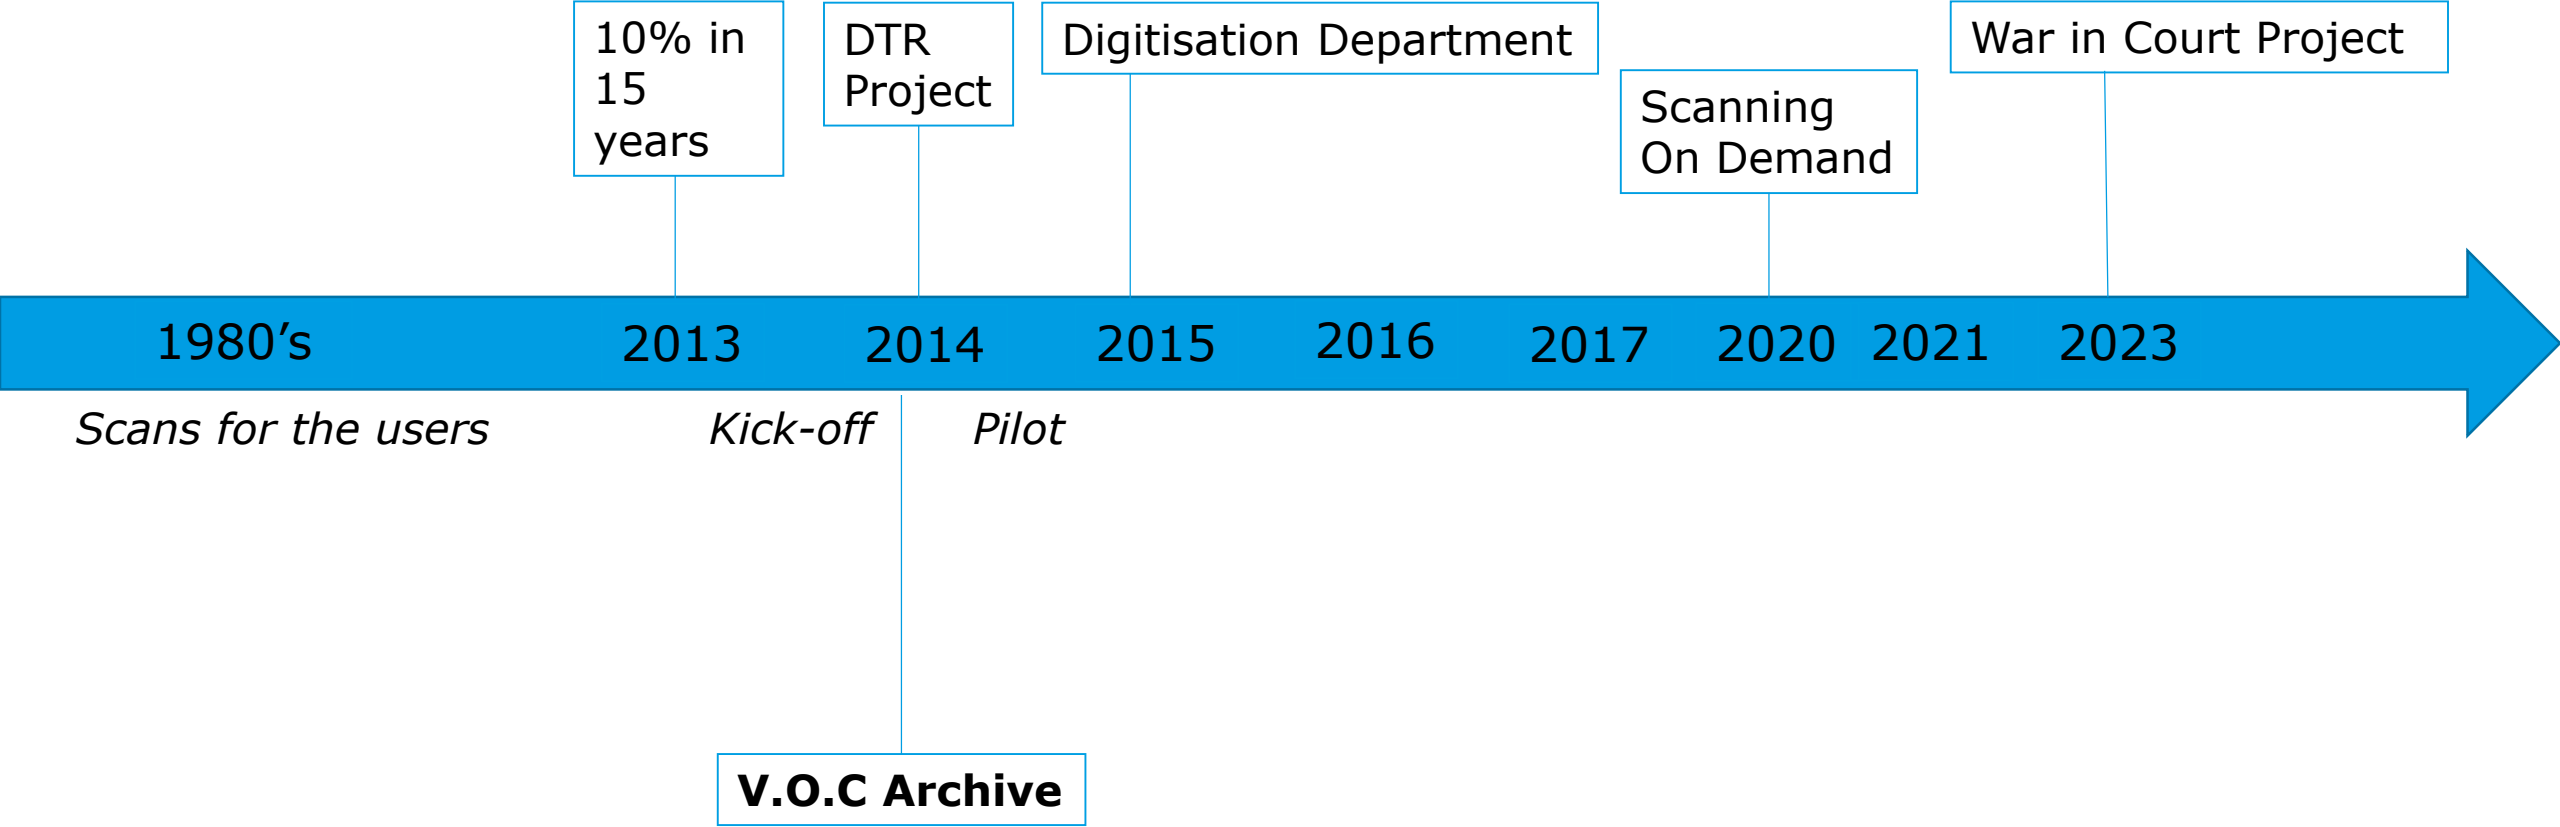 10% in
15
years
DTR
Project
Digitisation Department
Scanning
On Demand
War in Court Project
1980’s
2013
2014
2015
2016
2017
2020
2021
2023
Scans for the users
Kick-off
Pilot
V.O.C Archive